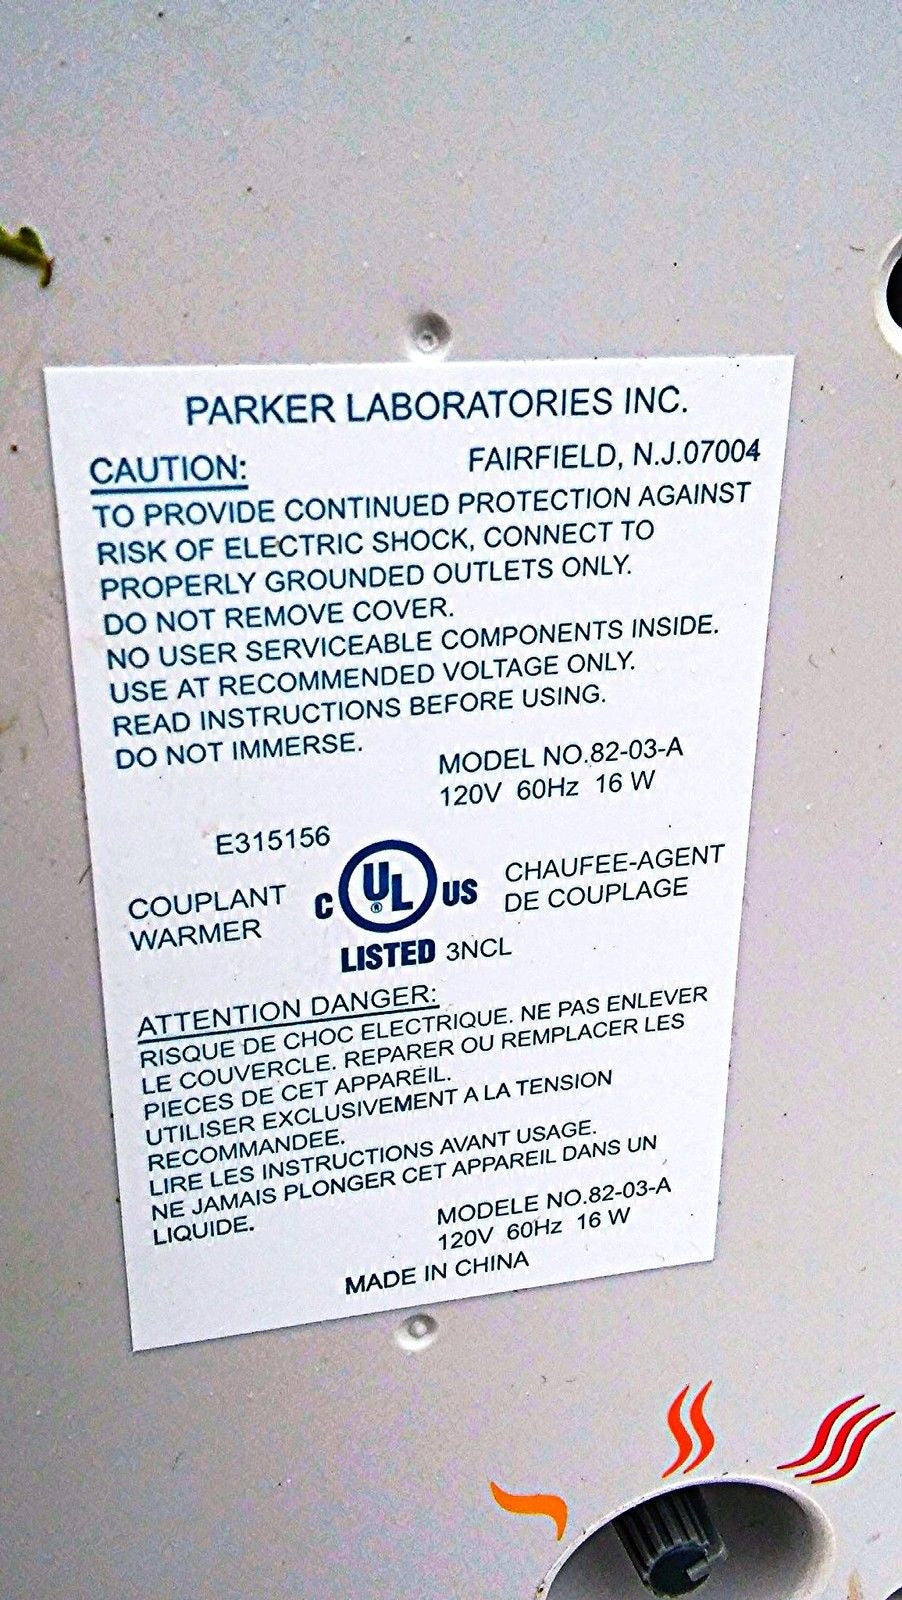 PARKER LABORATORIES INC.
CAUTION: FAIRFIELD, N.J.07004
TO PROVIDE CONTINUED PROTECTION AGAINST
RISK OF ELECTRIC SHOCK, CONNECT TO
PROPERLY GROUNDED OUTLETS ONLY.
DO NOT REMOVE COVER.
NO USER SERVICEABLE COMPONENTS INSIDE.
USE AT RECOMMENDED VOLTAGE ONLY.
READ INSTRUCTIONS BEFORE USING.
DO NOT IMMERSE.
MODEL NO.82-03-A
120V 60Hz 16 W
E315156
COUPLANT
WARMER
C UL ® US
LISTED 3NCL
CHAUFEE-AGENT
DE COUPLAGE
ATTENTION DANGER:
RISQUE DE CHOC ELECTRIQUE. NE PAS ENLEVER
LE COUVERCLE. REPARER OU REMPLACER LES
PIECES DE CET APPAREIL.
UTILISER EXCLUSIVEMENT A LA TENSION
RECOMMANDEE.
LIRE LES INSTRUCTIONS AVANT USAGE.
NE JAMAIS PLONGER CET APPAREIL DANS UN
LIQUIDE.
MODELE NO.82-03-A
120V 60Hz 16 W
MADE IN CHINA